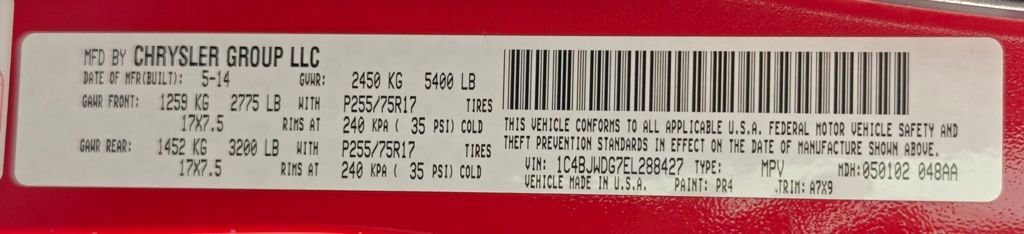 MFD BY CHRYSLER GROUP LLC
DATE OF MFR(BUILT): 5-14 GVWR: 2450 KG 5400 LB
GAWR FRONT: 1259 KG 2775 LB WITH P255/75R17 TIRES
17X7.5 RIMS AT 240 KPA ( 35 PSI) COLD
GAWR REAR: 1452 KG 3200 LB WITH P255/75R17 TIRES
17X7.5 RIMS AT 240 KPA ( 35 PSI) COLD
THIS VEHICLE CONFORMS TO ALL APPLICABLE U.S.A. FEDERAL MOTOR VEHICLE SAFETY AND
THEFT PREVENTION STANDARDS IN EFFECT ON THE DATE OF MANUFACTURE SHOWN ABOVE.
VIN: 1C4BJWDG7EL288427 TYPE: MPV MDH:050102 048AA
VEHICLE MADE IN U.S.A. PAINT: PR4 TRIM: A7X9